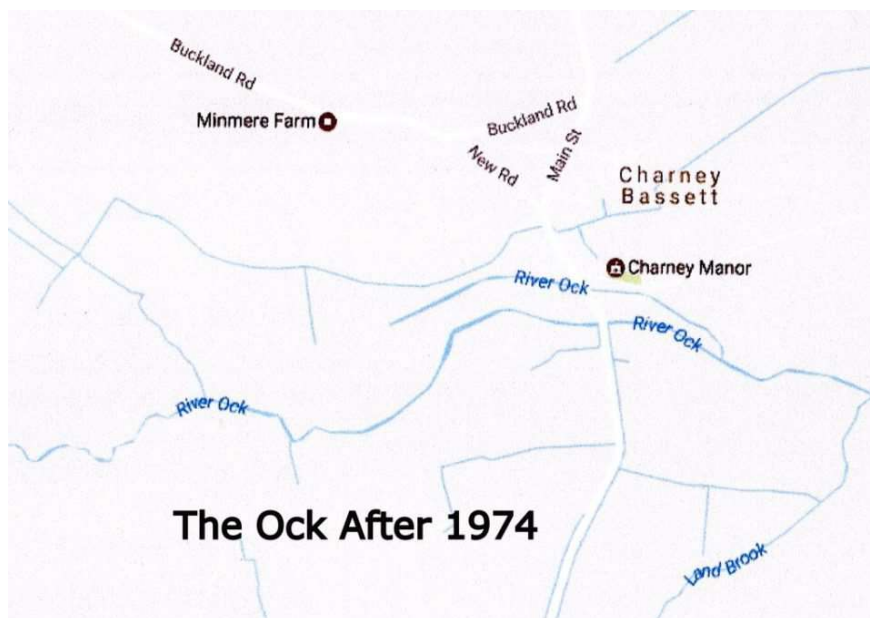 Buckland Rd
Minmere Farm
Buckland Rd
New Rd
Main St
Charney
Bassett
Charney Manor
River Ock
River Ock
River Ock
The Ock After 1974
Land Brook